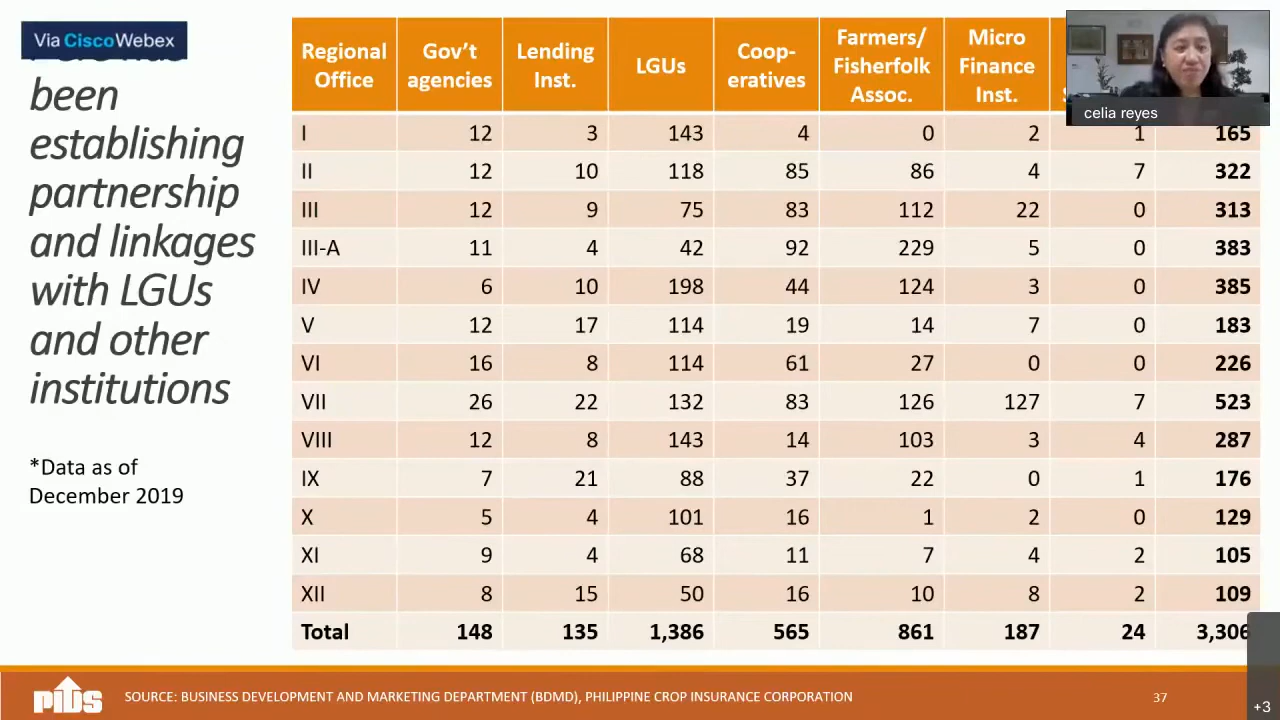 Via Cisco Webex
been
establishing
partnership
and linkages
with LGUs
and other
institutions
*Data as of
December 2019
Regional Office Gov't agencies Lending Inst. LGUs Coop-eratives Farmers/ Fisherfolk Assoc. Micro Finance Inst.
celia reyes
I 12 3 143 4 0 2 1 165
II 12 10 118 85 86 4 7 322
III 12 9 75 83 112 22 0 313
III-A 11 4 42 92 229 5 0 383
IV 6 10 198 44 124 3 0 385
V 12 17 114 19 14 7 0 183
VI 16 8 114 61 27 0 0 226
VII 26 22 132 83 126 127 7 523
VIII 12 8 143 14 103 3 4 287
IX 7 21 88 37 22 0 1 176
X 5 4 101 16 1 2 0 129
XI 9 4 68 11 7 4 2 105
XII 8 15 50 16 10 8 2 109
Total 148 135 1,386 565 861 187 24 3,306
PIDS
SOURCE: BUSINESS DEVELOPMENT AND MARKETING DEPARTMENT (BDMD), PHILIPPINE CROP INSURANCE CORPORATION
37
+3